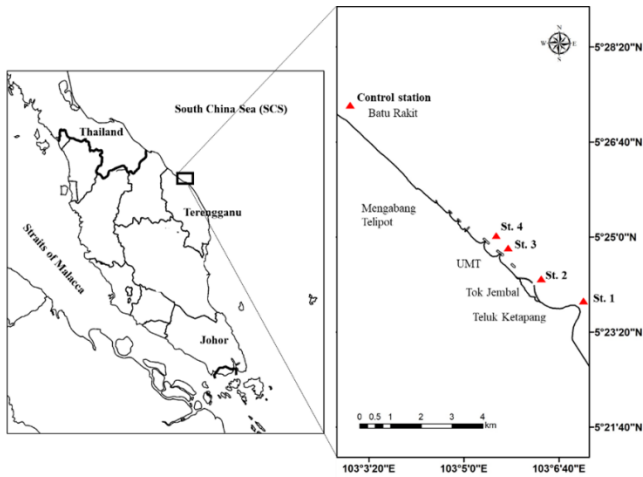 South China Sea (SCS)
Thailand
Terengganu
Straits of Malacca
Johor
N
W E
S
5°28'20"N
Control station
Batu Rakit
5°26'40"N
Mengabang
Telipot
St. 4
5°25'0"N
St. 3
UMT
St. 2
Tok Jembal
St. 1
Teluk Ketapang
5°23'20"N
0 0.5 1 2 3 4
km
5°21'40"N
103°3'20"E 103°5'0"E 103°6'40"E